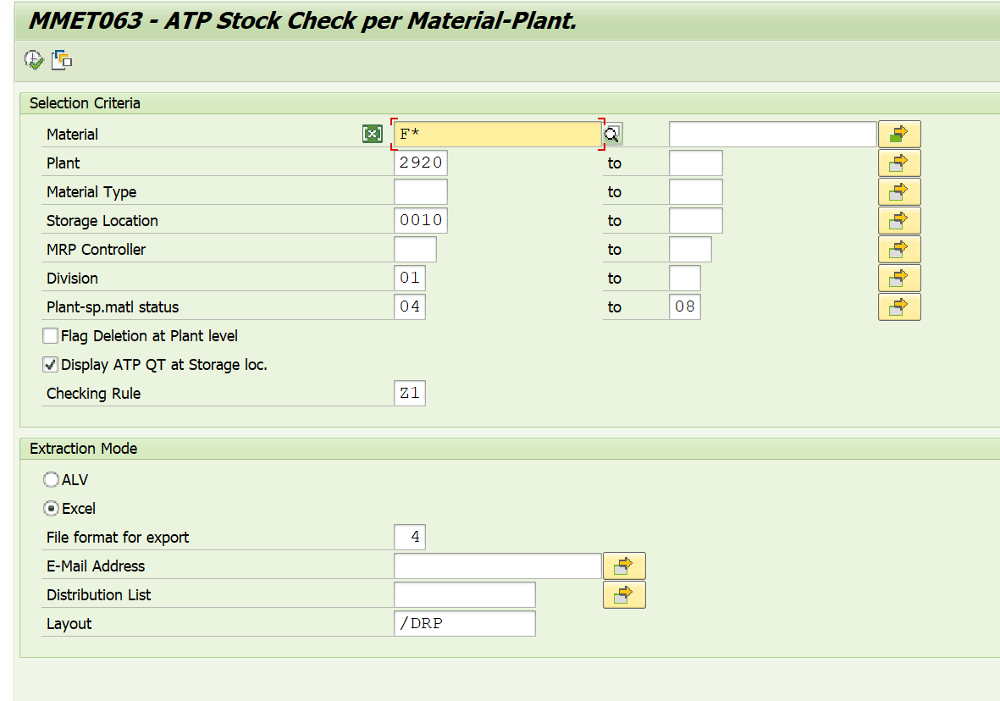 MMET063 - ATP Stock Check per Material-Plant.
Selection Criteria
Material F*
Plant 2920 to
Material Type to
Storage Location 0010 to
MRP Controller to
Division 01 to
Plant-sp.matl status 04 to 08
Flag Deletion at Plant level
Display ATP QT at Storage loc.
Checking Rule Z1
Extraction Mode
ALV
Excel
File format for export 4
E-Mail Address
Distribution List
Layout /DRP